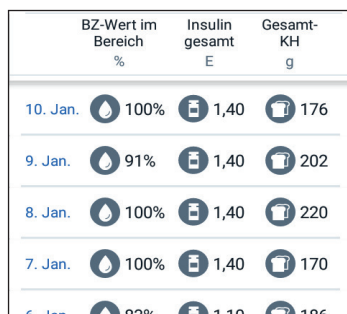 BZ-Wert im Bereich Insulin gesamt Gesamt-KH
% E g
10. Jan. 100% 1,40 176
9. Jan. 91% 1,40 202
8. Jan. 100% 1,40 220
7. Jan. 100% 1,40 170